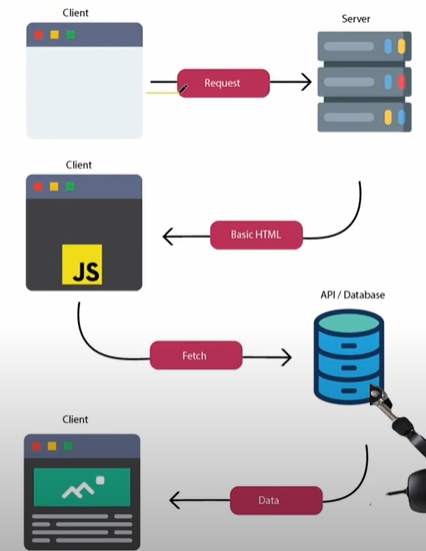 Client
Server
Request
Client
Basic HTML
JS
API / Database
Fetch
Client
Data